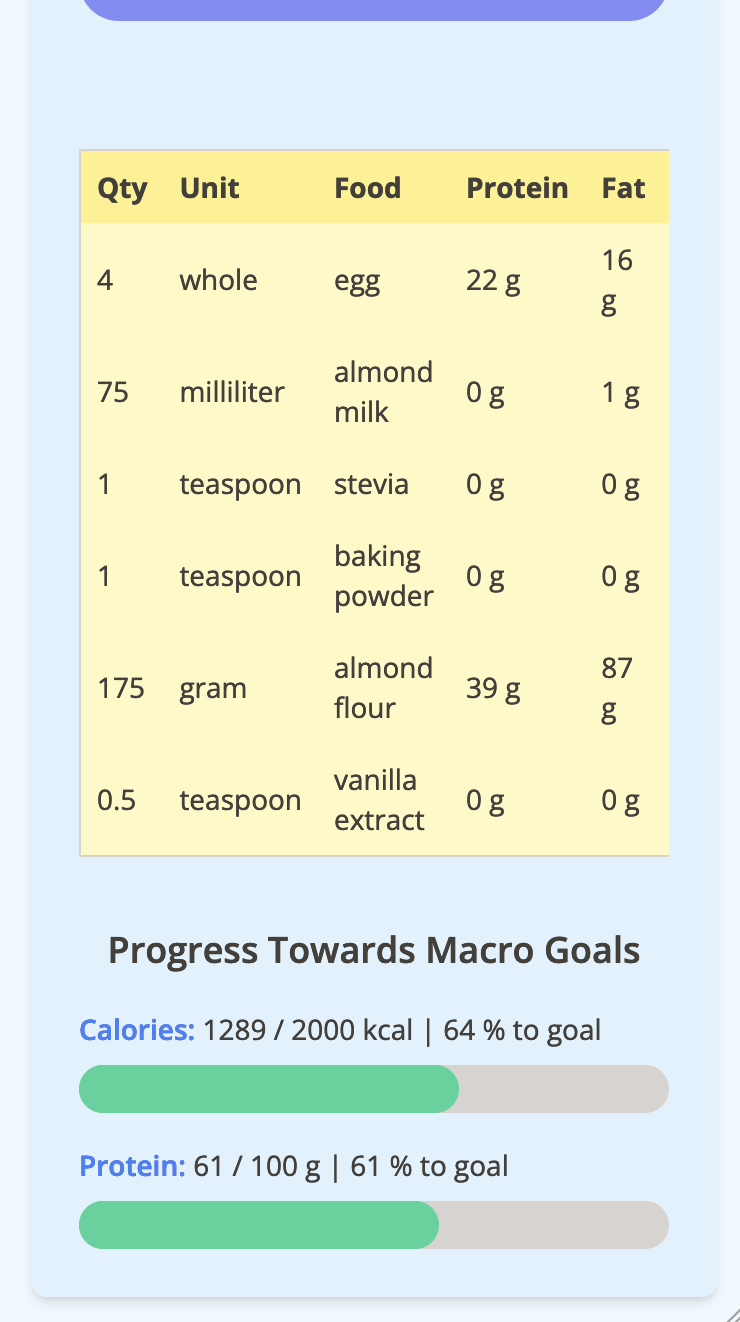 Qty Unit Food Protein Fat
4 whole egg 22 g 16 g
75 milliliter almond milk 0 g 1 g
1 teaspoon stevia 0 g 0 g
1 teaspoon baking powder 0 g 0 g
175 gram almond flour 39 g 87 g
0.5 teaspoon vanilla extract 0 g 0 g
Progress Towards Macro Goals
Calories: 1289 / 2000 kcal | 64 % to goal
Protein: 61 / 100 g | 61 % to goal